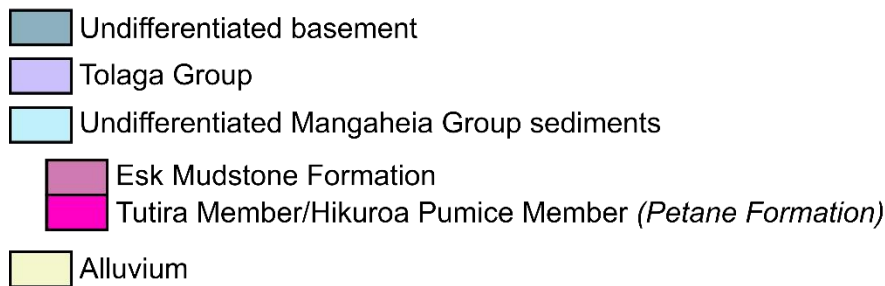 Undifferentiated basement
Tolaga Group
Undifferentiated Mangaheia Group sediments
Esk Mudstone Formation
Tutira Member/Hikuroa Pumice Member (Petane Formation)
Alluvium